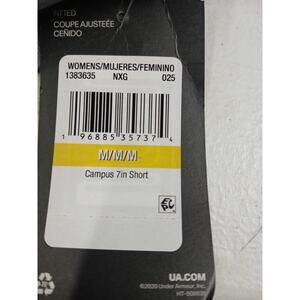 FITTED
COUPE AJUSTÉE
CEÑIDO
WOMENS/MUJERES/FEMININO
1383635 NXG 025
1 96885 35737 4
M/M/M
Campus 7in Short
UA.COM
©2020 Under Armour, Inc.